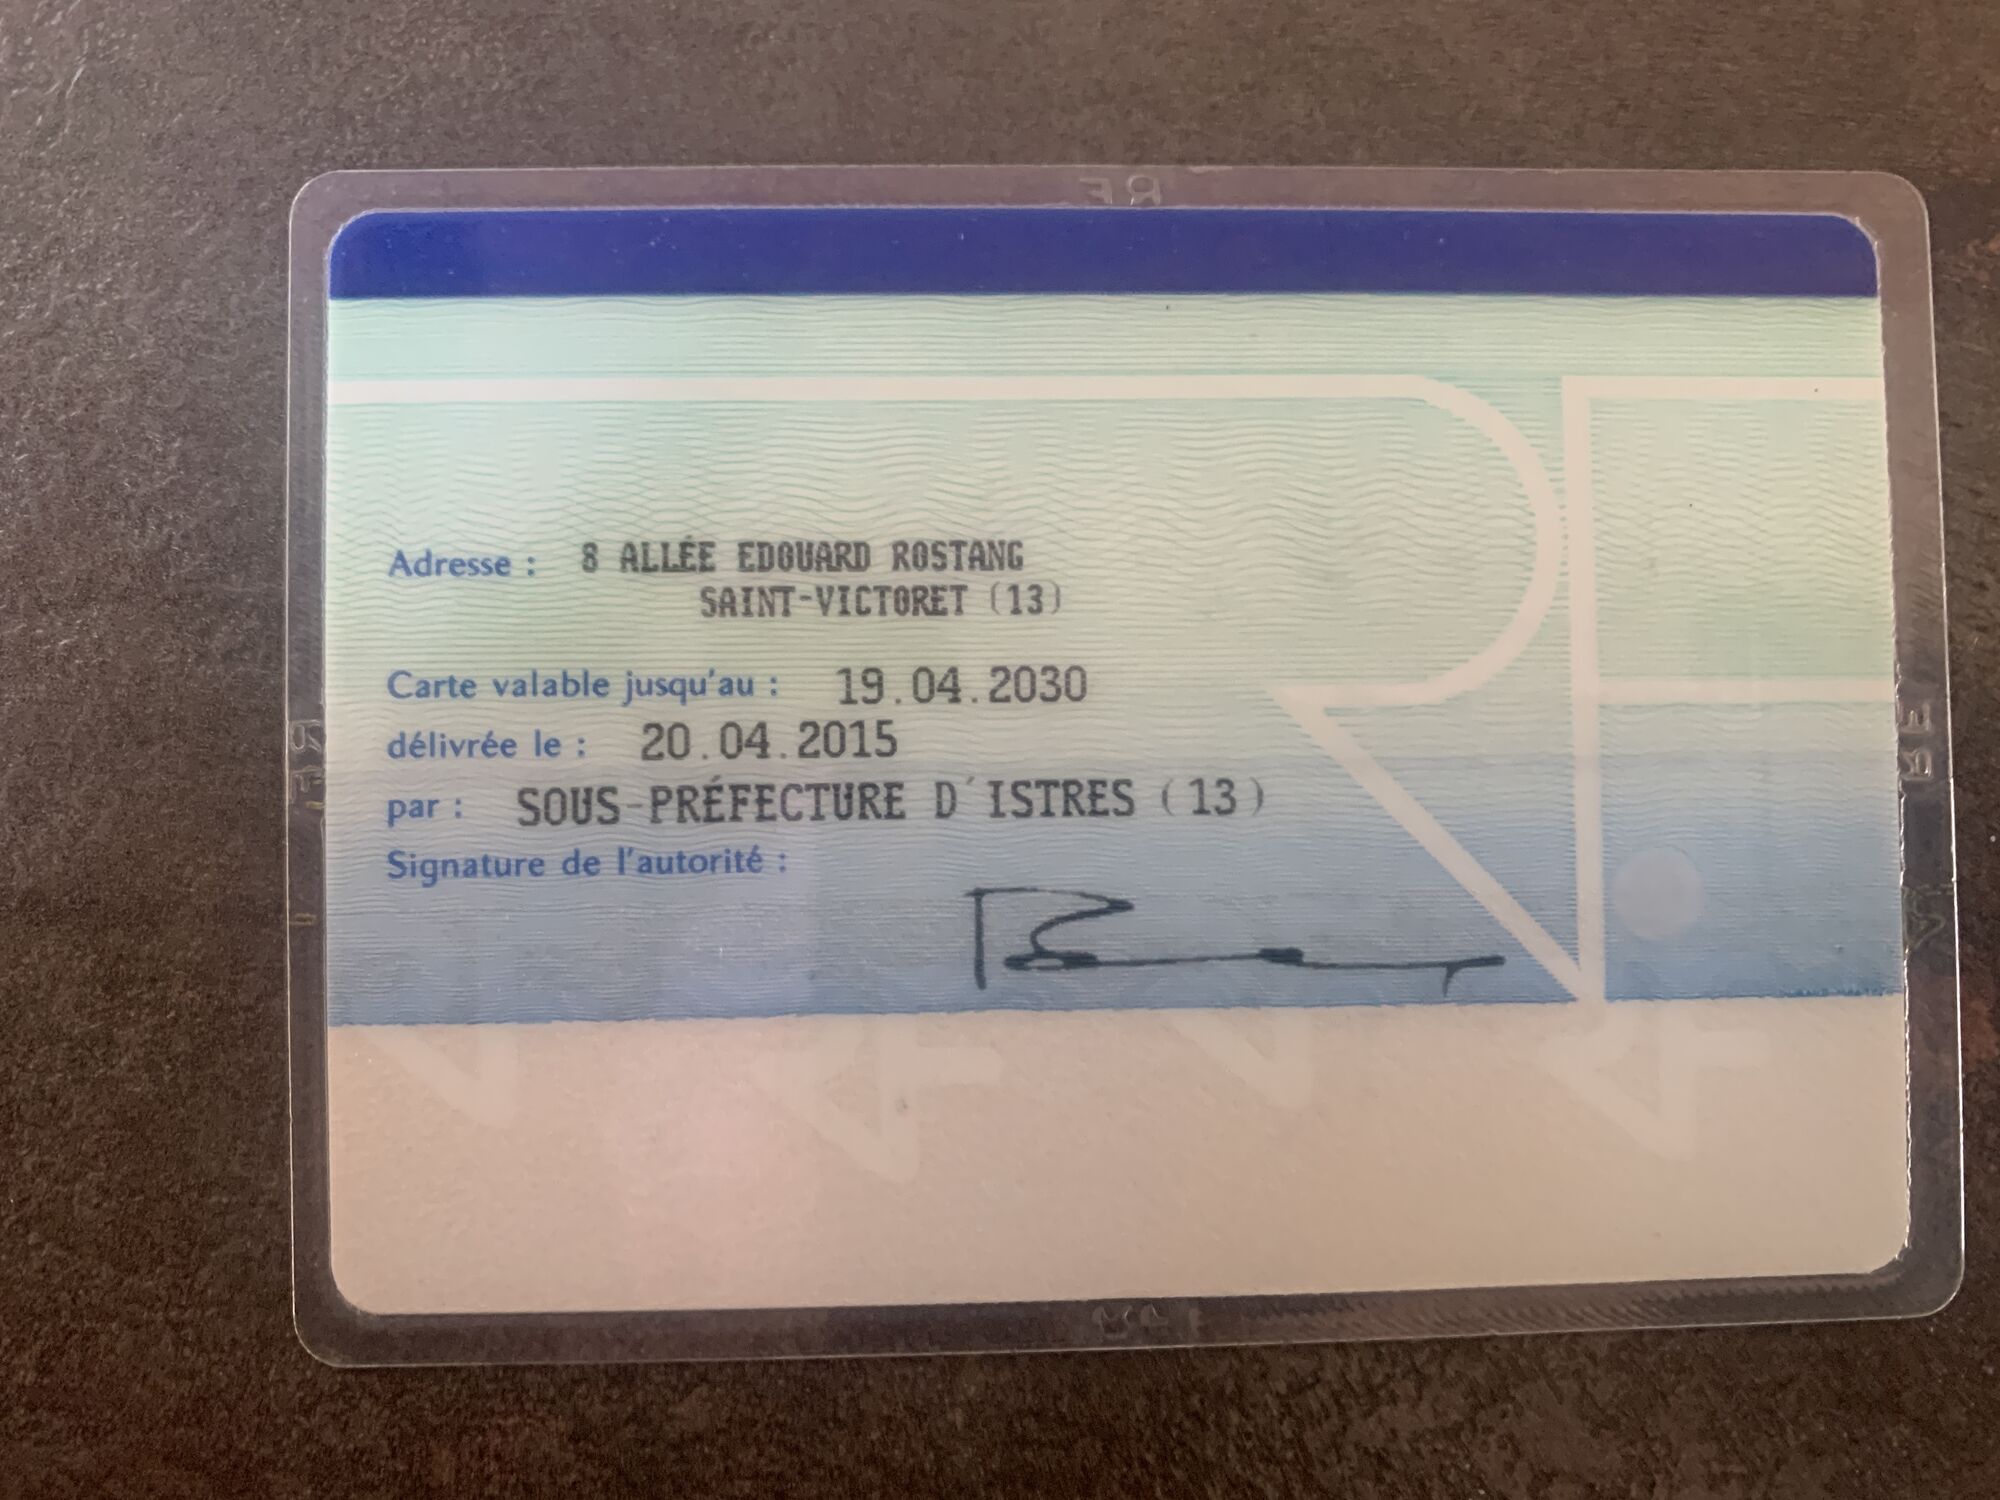 RF
Adresse : 8 ALLÉE EDOUARD ROSTANG
SAINT-VICTORET (13)
Carte valable jusqu'au : 19.04.2030
délivrée le : 20.04.2015
par : SOUS-PRÉFECTURE D'ISTRES (13)
Signature de l'autorité :